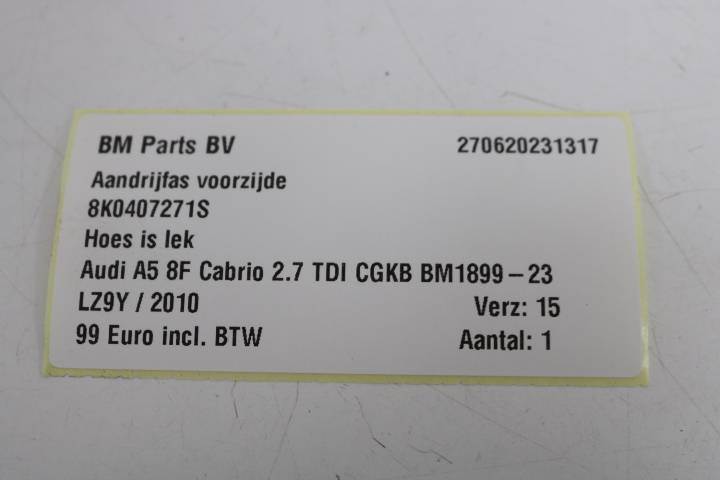 BM Parts BV 270620231317
Aandrijfas voorzijde
8K0407271S
Hoes is lek
Audi A5 8F Cabrio 2.7 TDI CGKB BM1899-23
LZ9Y / 2010 Verz: 15
99 Euro incl. BTW Aantal: 1